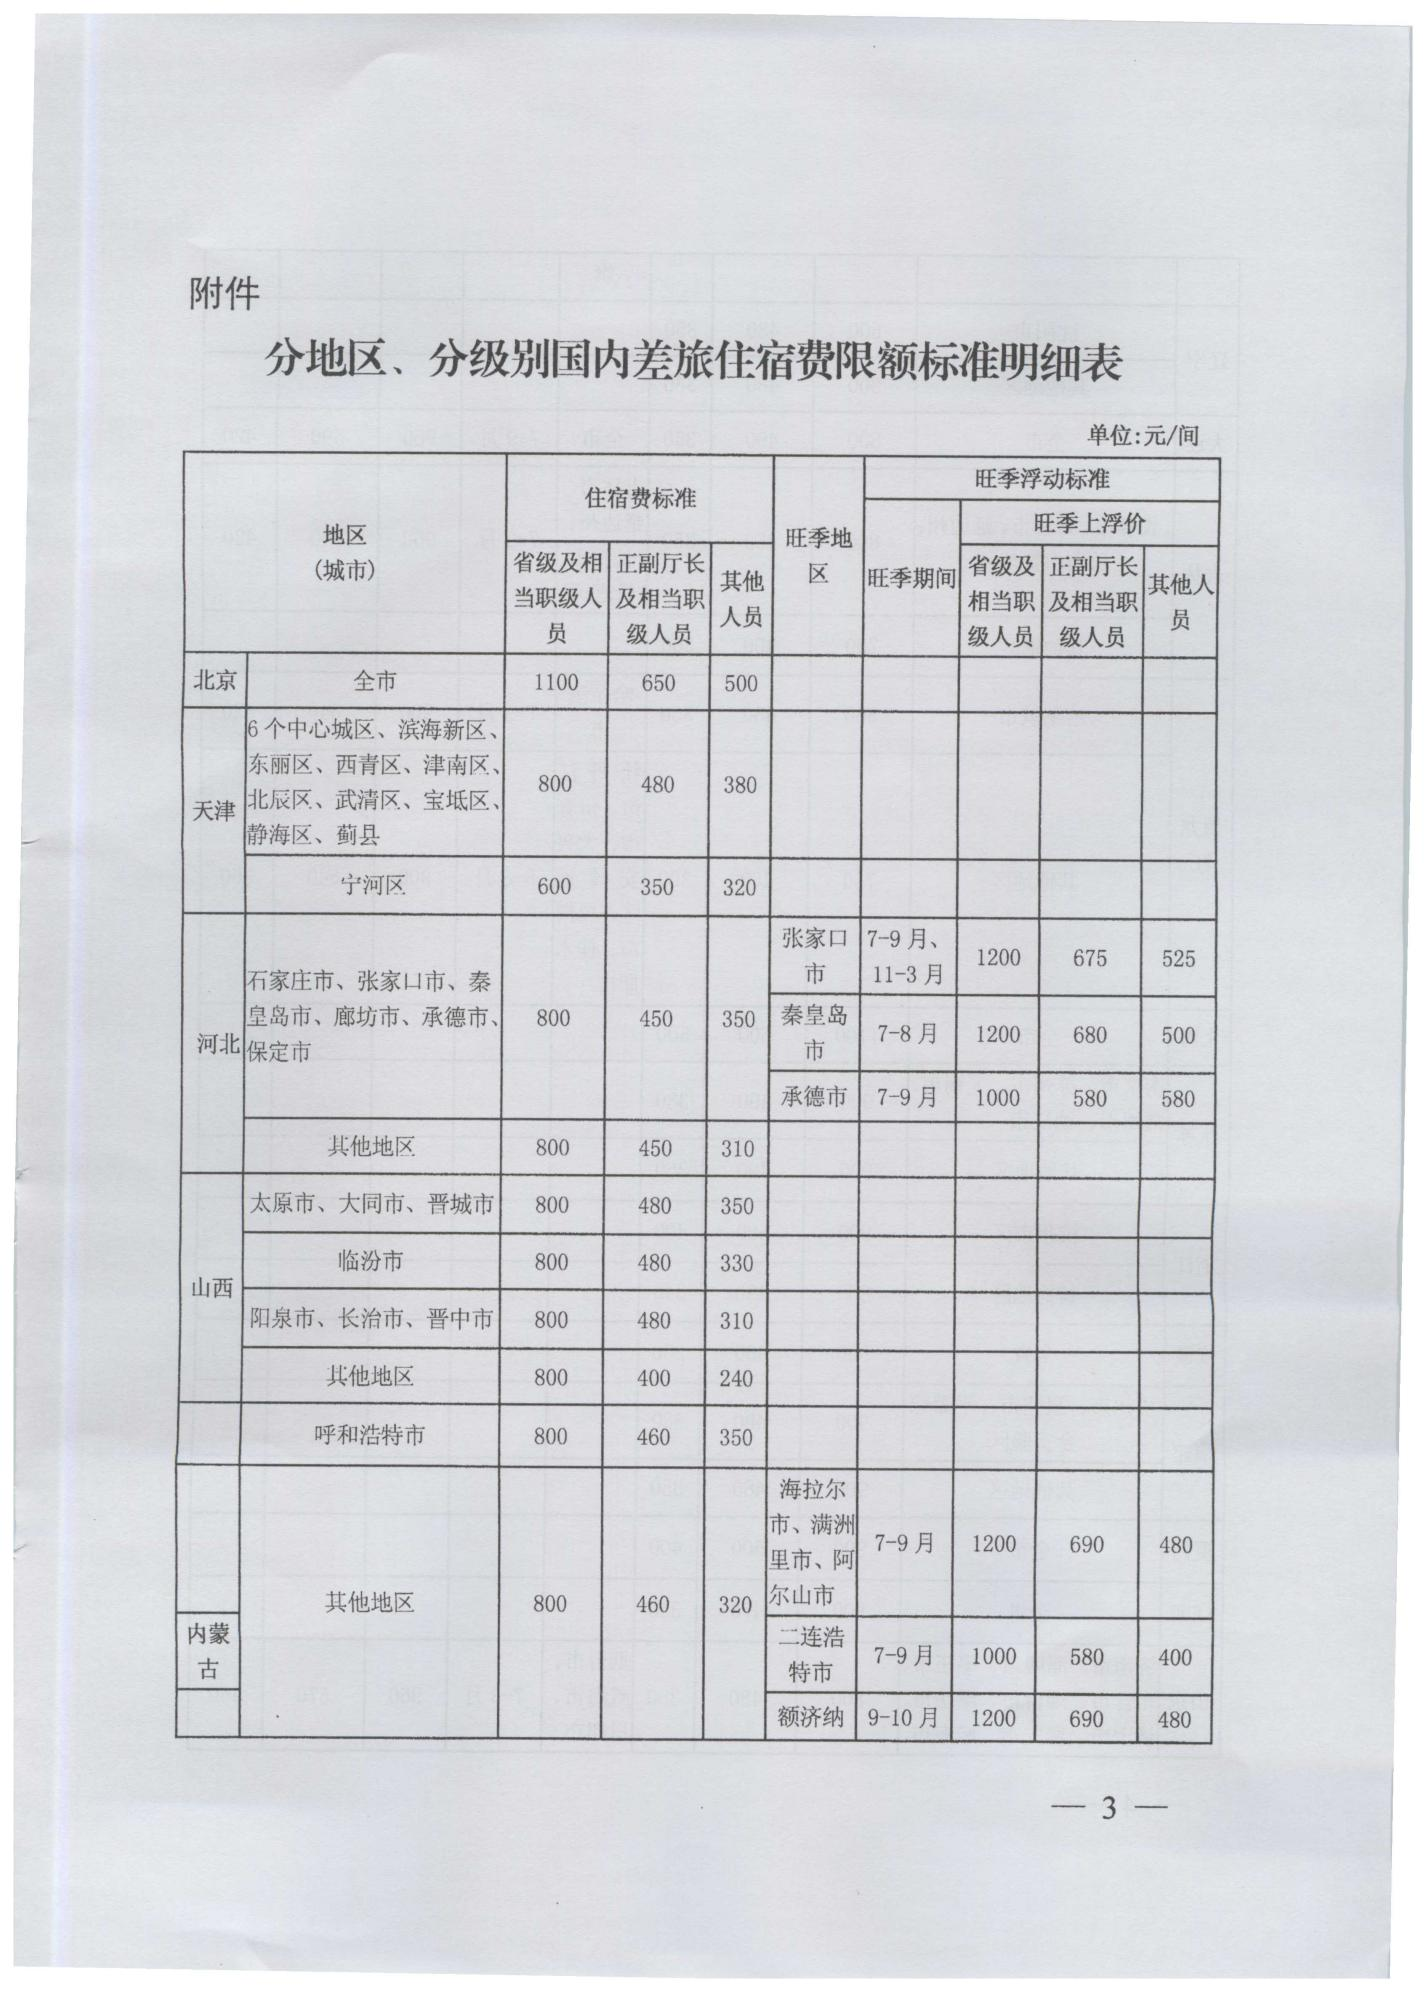 附件
分地区、分级别国内差旅住宿费限额标准明细表
单位:元/间
地区
(城市)
住宿费标准
旺季地
区
旺季浮动标准
旺季期间
旺季上浮价
省级及相
当职级人
员
正副厅长
及相当职
级人员
其他
人员
省级及
相当职
级人员
正副厅长
及相当职
级人员
其他人
员
北京 全市 1100 650 500
天津
6 个中心城区、滨海新区、
东丽区、西青区、津南区、
北辰区、武清区、宝坻区、
静海区、蓟县
800 480 380
宁河区 600 350 320
河北
石家庄市、张家口市、秦
皇岛市、廊坊市、承德市、
保定市
800 450 350
张家口
市
7-9 月、
11-3 月
1200 675 525
秦皇岛
市
7-8 月 1200 680 500
承德市 7-9 月 1000 580 580
其他地区 800 450 310
山西
太原市、大同市、晋城市 800 480 350
临汾市 800 480 330
阳泉市、长治市、晋中市 800 480 310
其他地区 800 400 240
呼和浩特市 800 460 350
内蒙
古
其他地区 800 460 320
海拉尔
市、满洲
里市、阿
尔山市
7-9 月 1200 690 480
二连浩
特市
7-9 月 1000 580 400
额济纳 9-10 月 1200 690 480
— 3 —